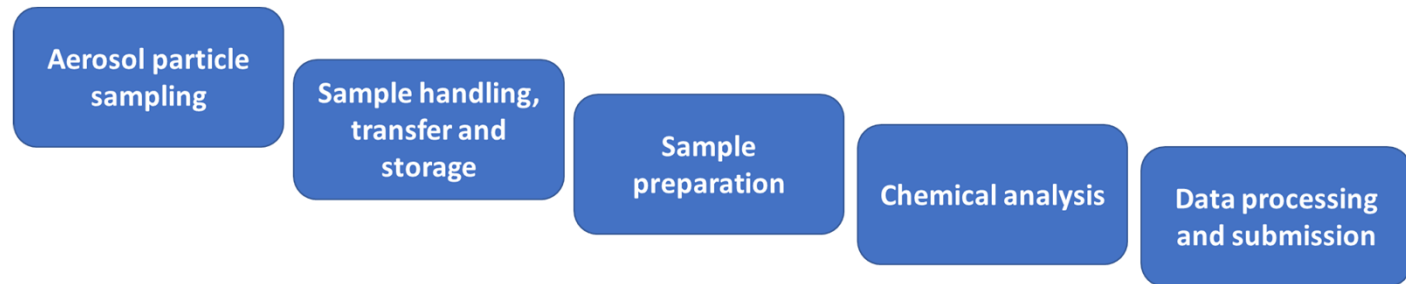 Aerosol particle
sampling
Sample handling,
transfer and
storage
Sample
preparation
Chemical analysis
Data processing
and submission